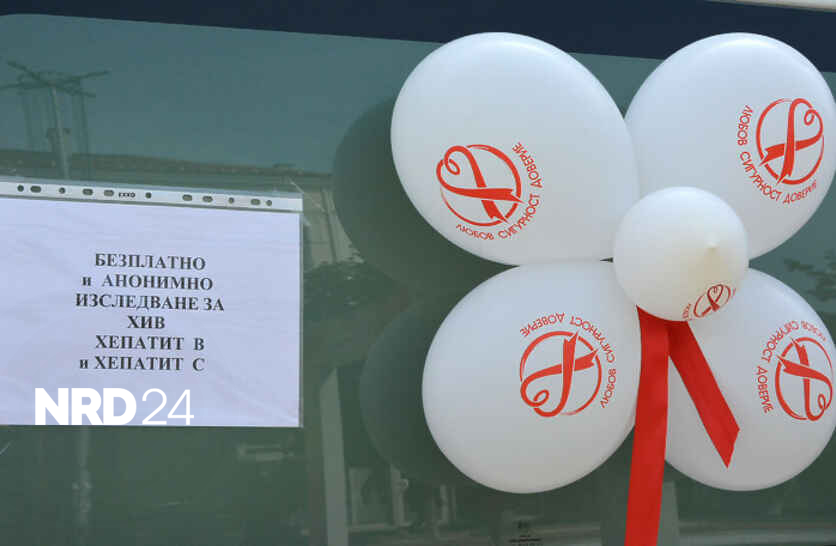 БЕЗПЛАТНО
и АНОНИМНО
ИЗСЛЕДВАНЕ ЗА
ХИВ
ХЕПАТИТ В
и ХЕПАТИТ С
NRD24
ЛЮБОВ СИГУРНОСТ ДОВЕРИЕ
ЛЮБОВ СИГУРНОСТ ДОВЕРИЕ
ЛЮБОВ СИГУРНОСТ ДОВЕРИЕ
ЛЮБОВ СИГУРНОСТ ДОВЕРИЕ